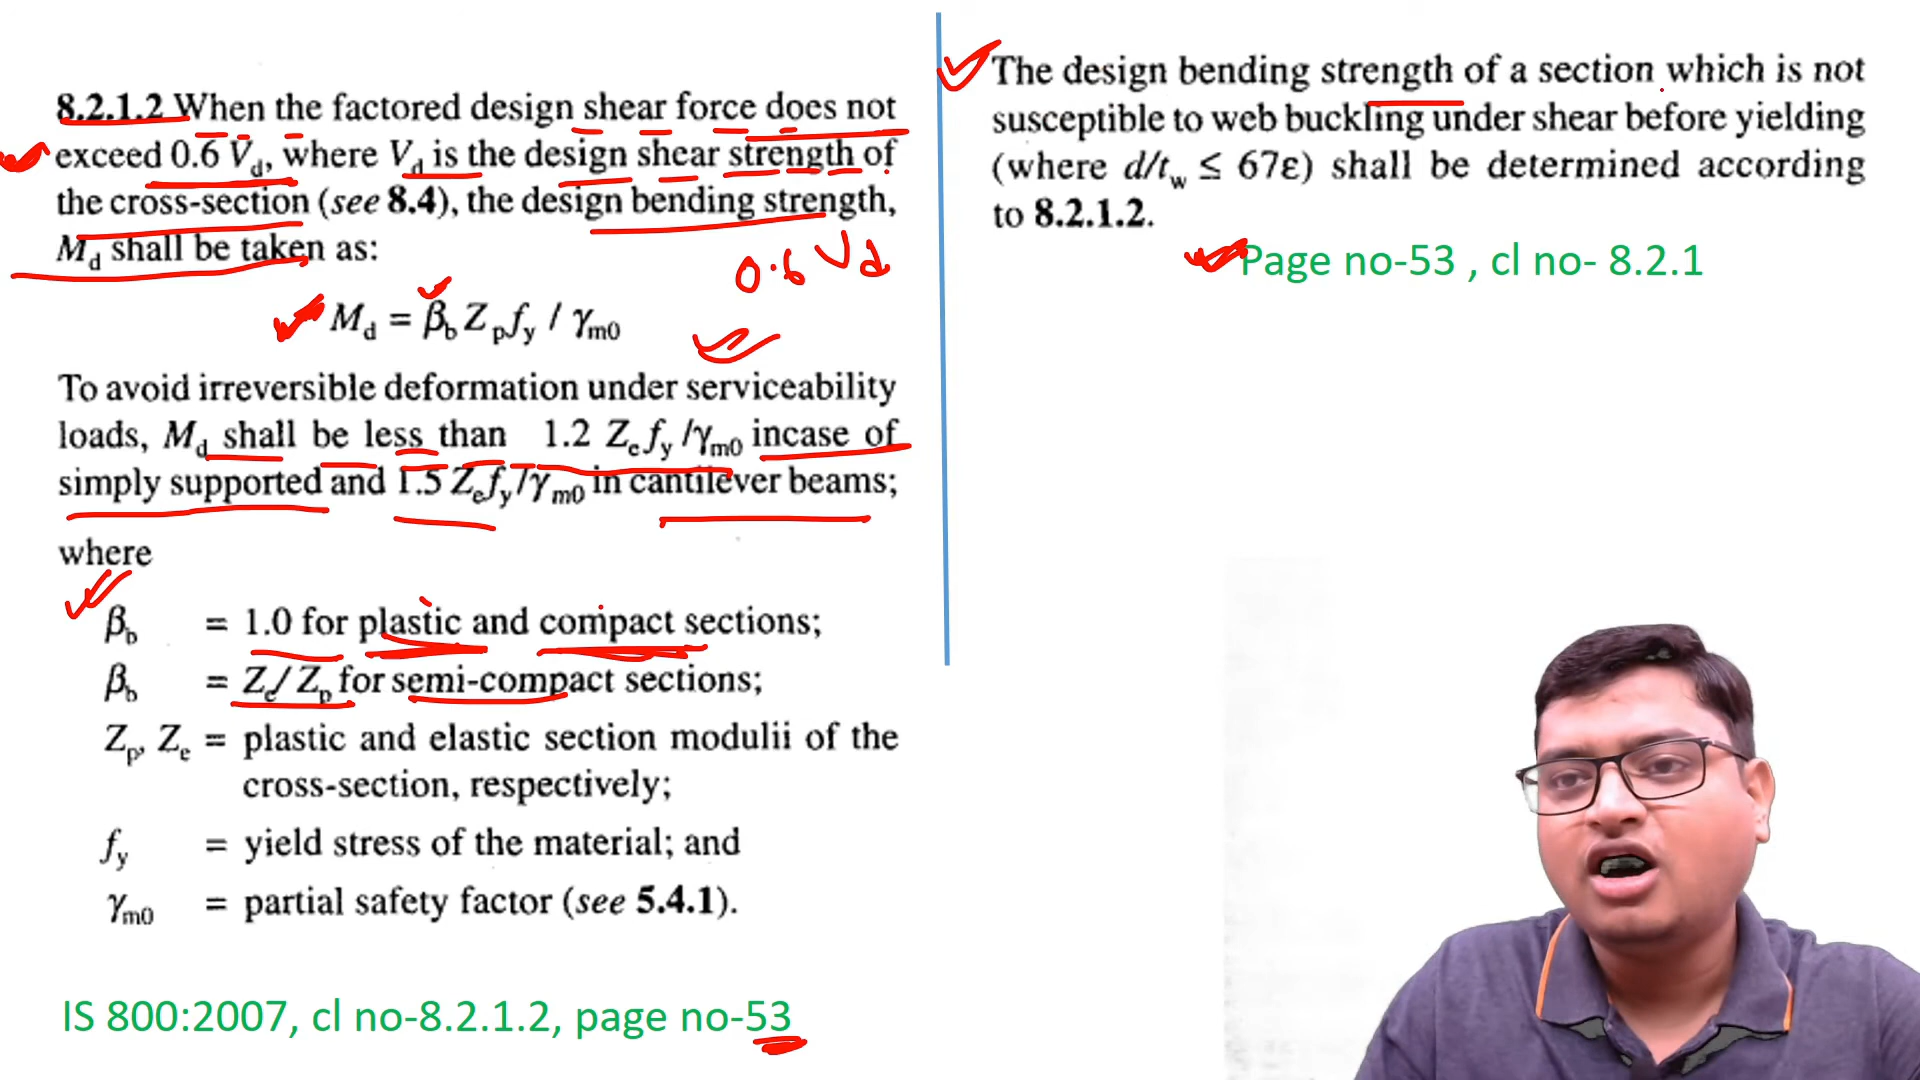 8.2.1.2 When the factored design shear force does not
exceed 0.6 Vd, where Vd is the design shear strength of
the cross-section (see 8.4), the design bending strength,
Md shall be taken as:
0.6 Vd
Md = βb Zp fy / γm0
To avoid irreversible deformation under serviceability
loads, Md shall be less than 1.2 Ze fy /γm0 incase of
simply supported and 1.5 Ze fy /γm0 in cantilever beams;
where
βb = 1.0 for plastic and compact sections;
βb = Ze/ Zp for semi-compact sections;
Zp, Ze = plastic and elastic section modulii of the
cross-section, respectively;
fy = yield stress of the material; and
γm0 = partial safety factor (see 5.4.1).
IS 800:2007, cl no-8.2.1.2, page no-53
The design bending strength of a section which is not
susceptible to web buckling under shear before yielding
(where d/tw ≤ 67ε) shall be determined according
to 8.2.1.2.
Page no-53 , cl no- 8.2.1